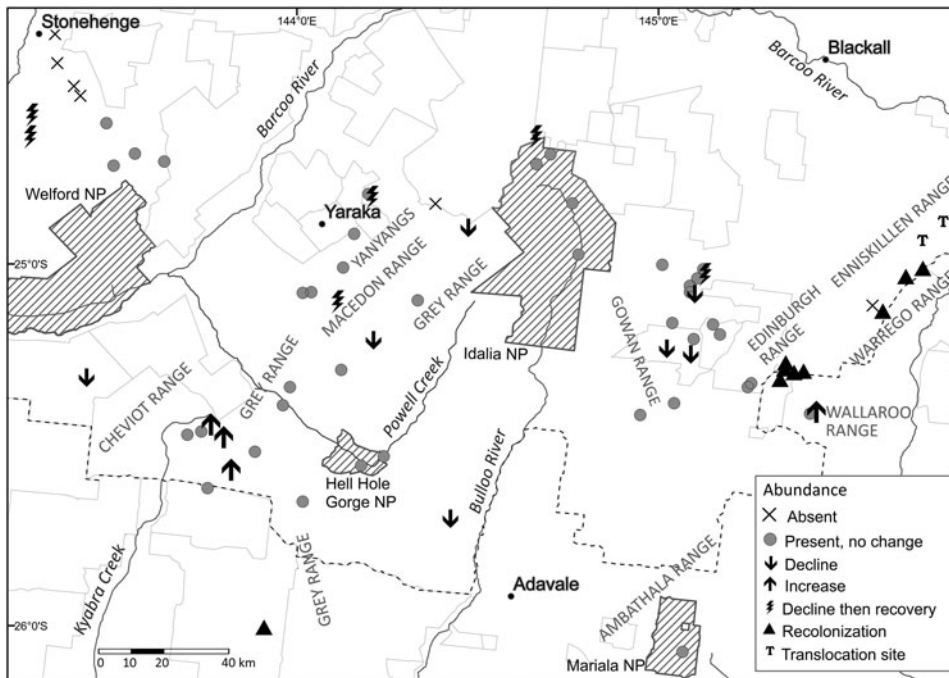 144°0'E
145°0'E
Stonehenge
Blackall
Barcoo River
Barcoo River
Welford NP
Yaraka
YANYANGS
MACEDON RANGE
GREY RANGE
25°0'S
ENNISKILLLEN RANGE
T
T
WARREGO RANGE
EDINBURGH
RANGE
GOWAN RANGE
Idalia NP
CHEVIOT RANGE
GREY RANGE
Powell Creek
WALLAROO
RANGE
Hell Hole
Gorge NP
Bulloo River
Kyabra Creek
GREY RANGE
Adavale
AMBATHALA RANGE
26°0'S
Mariala NP
0 10 20 40 km
Abundance
Absent
Present, no change
Decline
Increase
Decline then recovery
Recolonization
T Translocation site